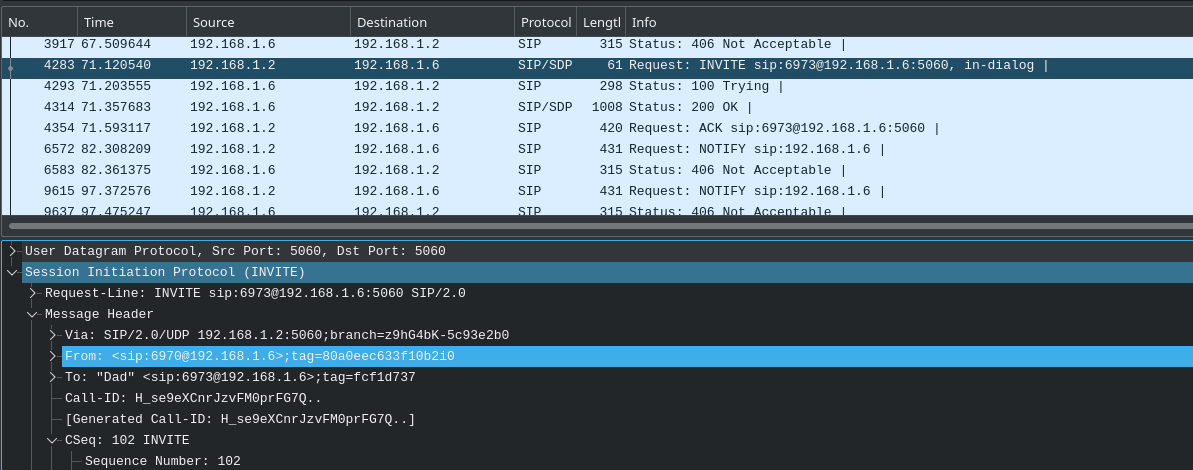 No. Time Source Destination Protocol Lengtl Info
3917 67.509644 192.168.1.6 192.168.1.2 SIP 315 Status: 406 Not Acceptable |
4283 71.120540 192.168.1.2 192.168.1.6 SIP/SDP 61 Request: INVITE sip:6973@192.168.1.6:5060, in-dialog |
4293 71.203555 192.168.1.6 192.168.1.2 SIP 298 Status: 100 Trying |
4314 71.357683 192.168.1.6 192.168.1.2 SIP/SDP 1008 Status: 200 OK |
4354 71.593117 192.168.1.2 192.168.1.6 SIP 420 Request: ACK sip:6973@192.168.1.6:5060 |
6572 82.308209 192.168.1.2 192.168.1.6 SIP 431 Request: NOTIFY sip:192.168.1.6 |
6583 82.361375 192.168.1.6 192.168.1.2 SIP 315 Status: 406 Not Acceptable |
9615 97.372576 192.168.1.2 192.168.1.6 SIP 431 Request: NOTIFY sip:192.168.1.6 |
9637 97.475247 192.168.1.6 192.168.1.2 SIP 315 Status: 406 Not Acceptable |
User Datagram Protocol, Src Port: 5060, Dst Port: 5060
Session Initiation Protocol (INVITE)
Request-Line: INVITE sip:6973@192.168.1.6:5060 SIP/2.0
Message Header
Via: SIP/2.0/UDP 192.168.1.2:5060;branch=z9hG4bK-5c93e2b0
From: <sip:6970@192.168.1.6>;tag=80a0eec633f10b2i0
To: "Dad" <sip:6973@192.168.1.6>;tag=fcf1d737
Call-ID: H_se9eXCnrJzvFM0prFG7Q..
[Generated Call-ID: H_se9eXCnrJzvFM0prFG7Q..]
CSeq: 102 INVITE
Sequence Number: 102